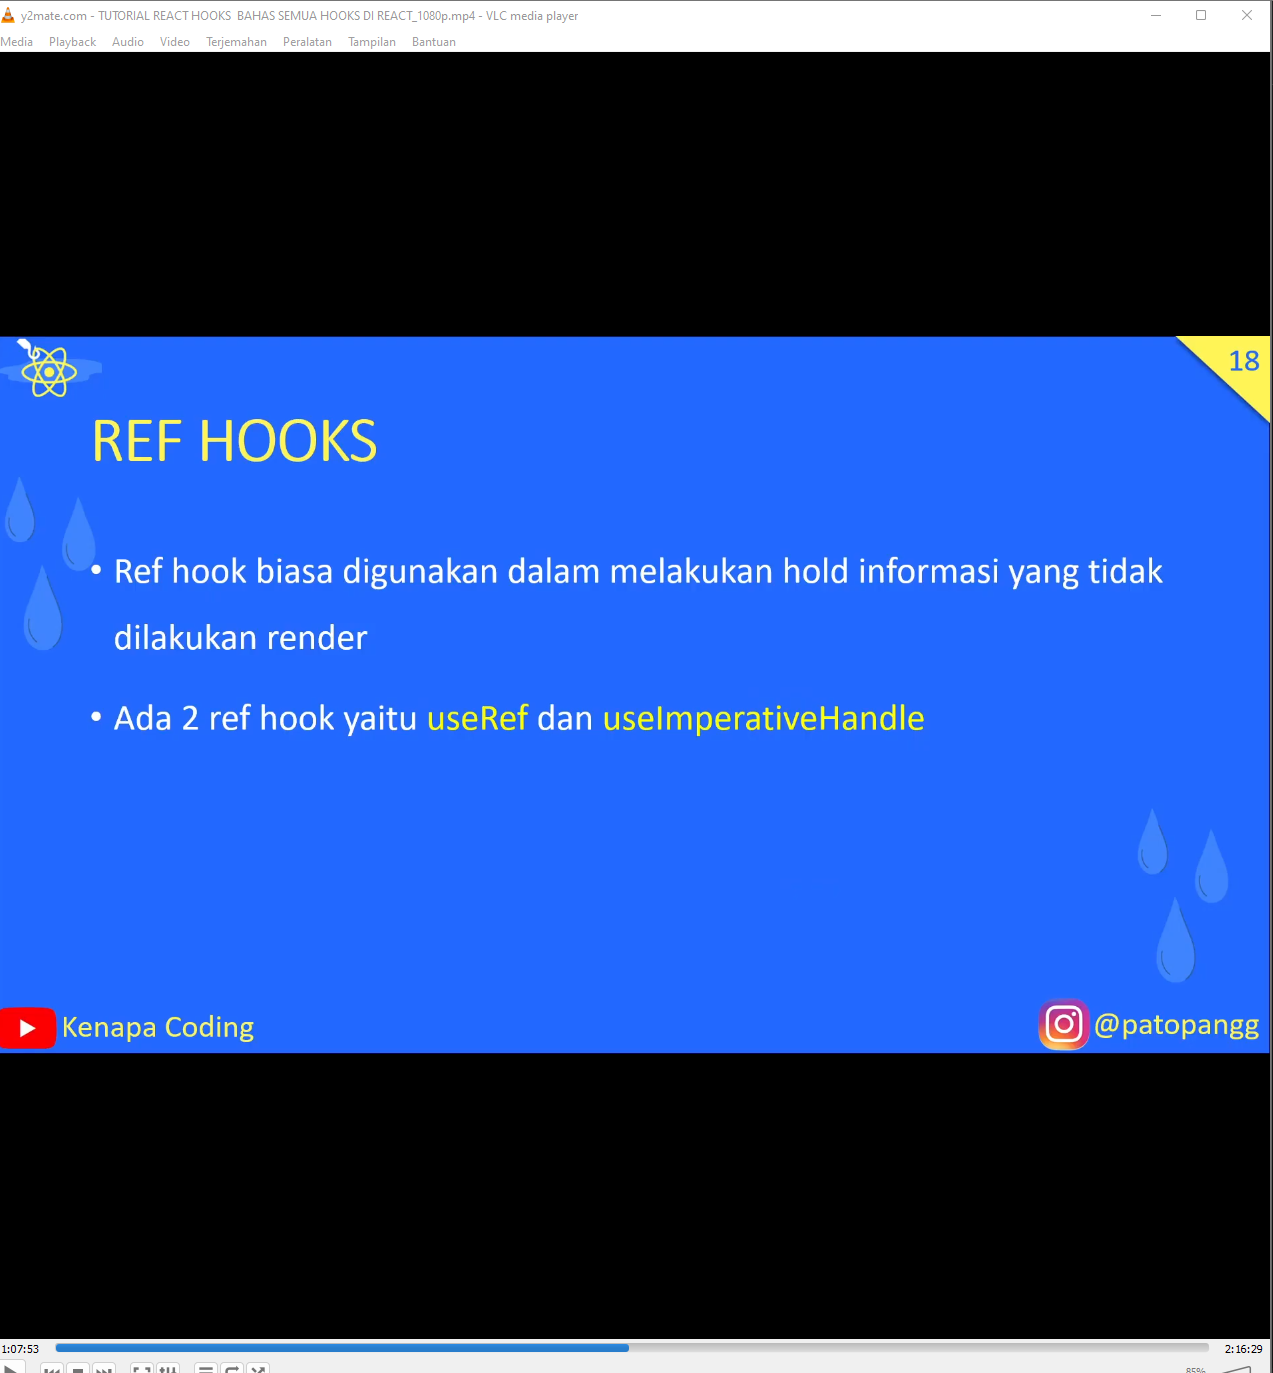 y2mate.com - TUTORIAL REACT HOOKS  BAHAS SEMUA HOOKS DI REACT_1080p.mp4 - VLC media player
Media Playback Audio Video Terjemahan Peralatan Tampilan Bantuan
18
REF HOOKS
• Ref hook biasa digunakan dalam melakukan hold informasi yang tidak
dilakukan render
• Ada 2 ref hook yaitu useRef dan useImperativeHandle
Kenapa Coding
@patopangg
1:07:53
2:16:29
85%